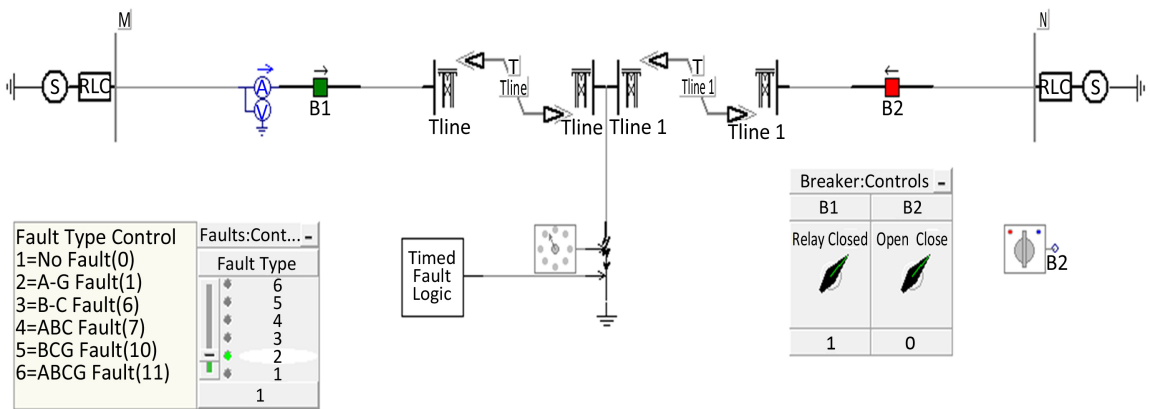 M
N
S
RLC
A
V
B1
Tline
T
Tline
Tline
Tline 1
T
Tline 1
Tline 1
B2
RLC
S
Fault Type Control
1=No Fault(0)
2=A-G Fault(1)
3=B-C Fault(6)
4=ABC Fault(7)
5=BCG Fault(10)
6=ABCG Fault(11)
Faults:Cont...
Fault Type
6
5
4
3
2
1
1
Timed
Fault
Logic
Breaker:Controls
B1
B2
Relay Closed
Open Close
1
0
B2